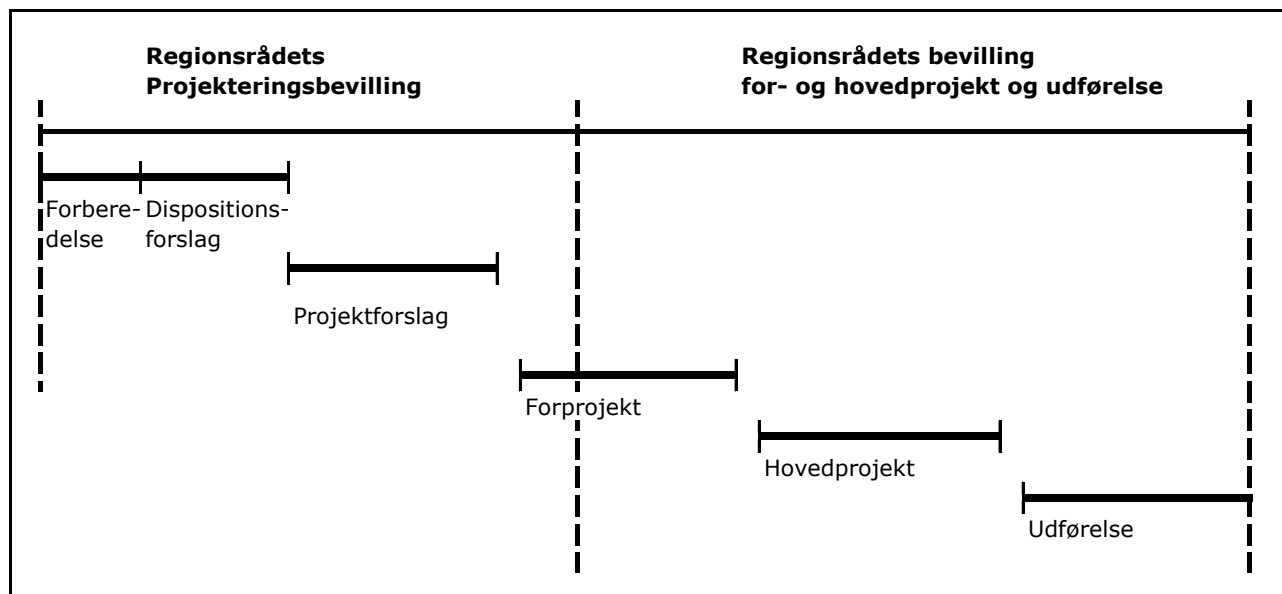 Regionsrådets
Projekteringsbevilling
Regionsrådets bevilling
for- og hovedprojekt og udførelse
Forbere-
delse
Dispositions-
forslag
Projektforslag
Forprojekt
Hovedprojekt
Udførelse